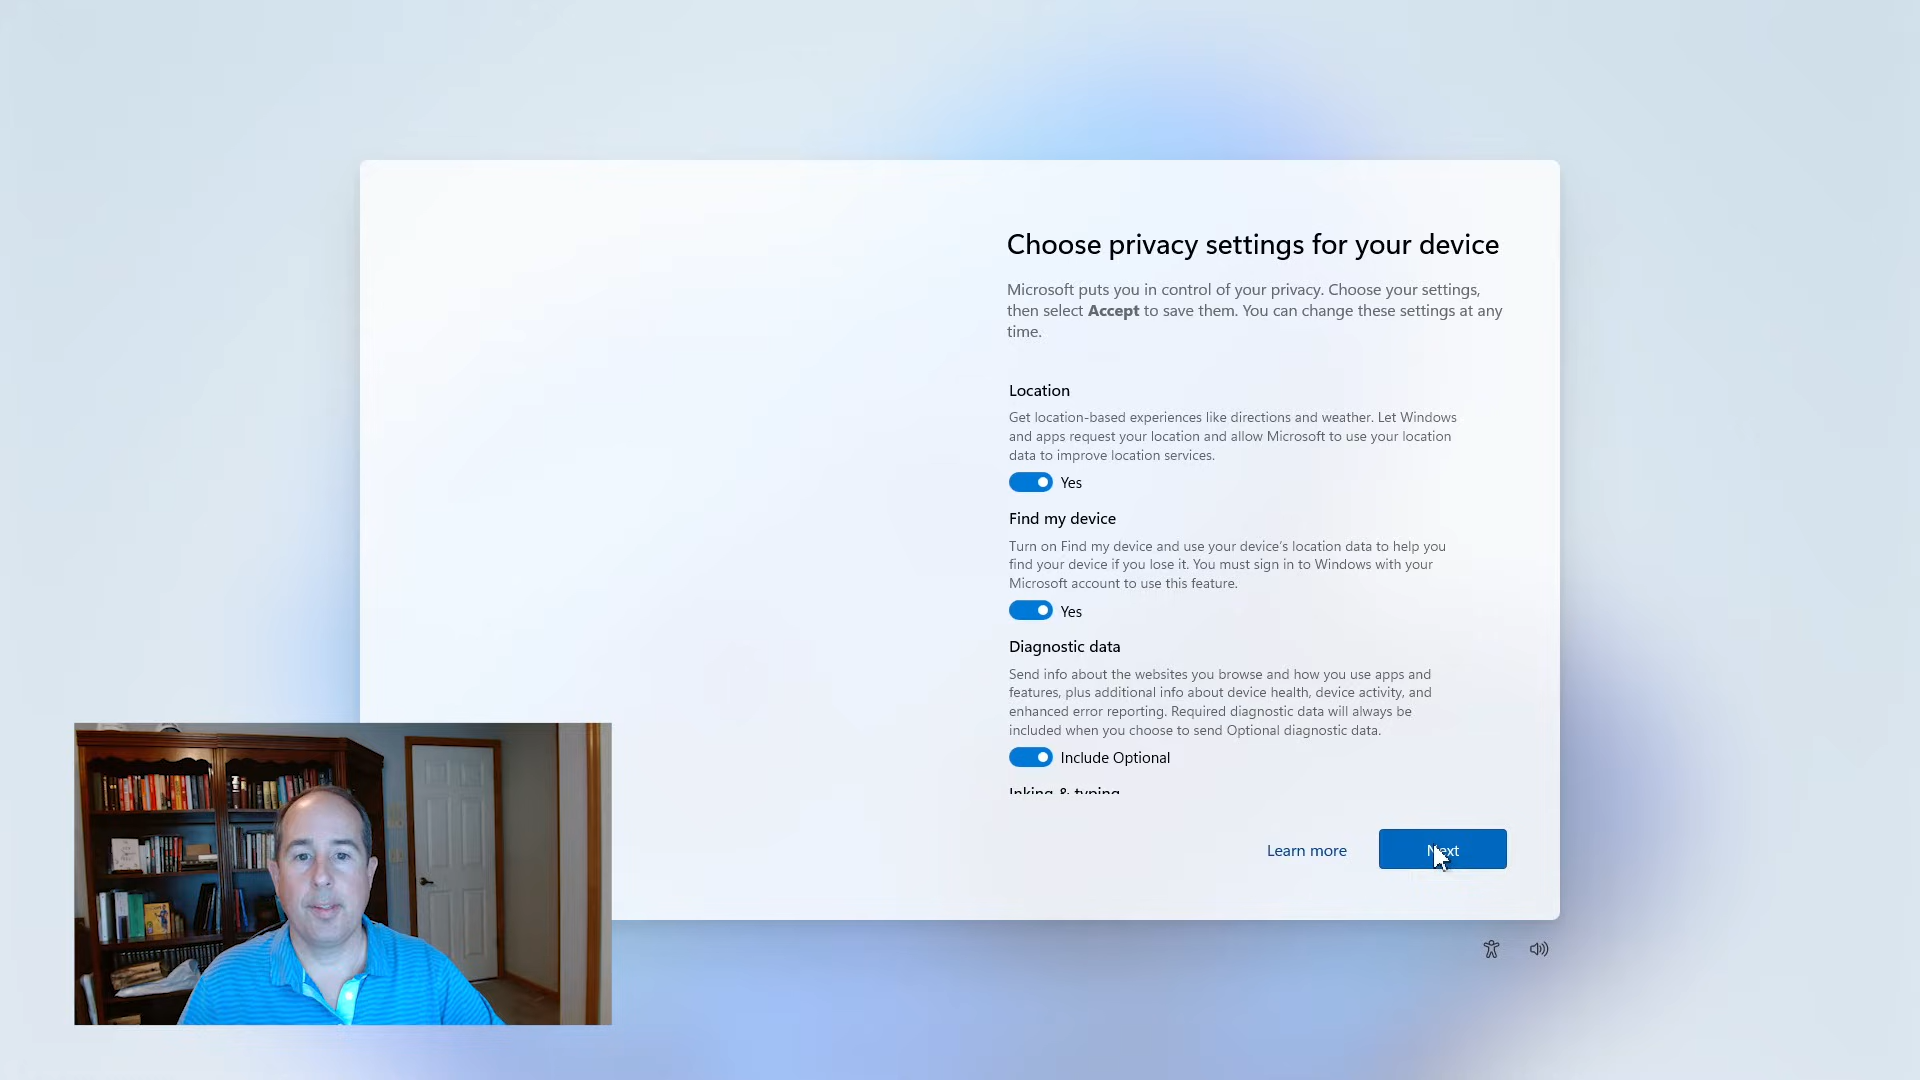 Choose privacy settings for your device
Microsoft puts you in control of your privacy. Choose your settings,
then select Accept to save them. You can change these settings at any
time.
Location
Get location-based experiences like directions and weather. Let Windows
and apps request your location and allow Microsoft to use your location
data to improve location services.
Yes
Find my device
Turn on Find my device and use your device’s location data to help you
find your device if you lose it. You must sign in to Windows with your
Microsoft account to use this feature.
Yes
Diagnostic data
Send info about the websites you browse and how you use apps and
features, plus additional info about device health, device activity, and
enhanced error reporting. Required diagnostic data will always be
included when you choose to send Optional diagnostic data.
Include Optional
Inking & typing
Learn more
Next